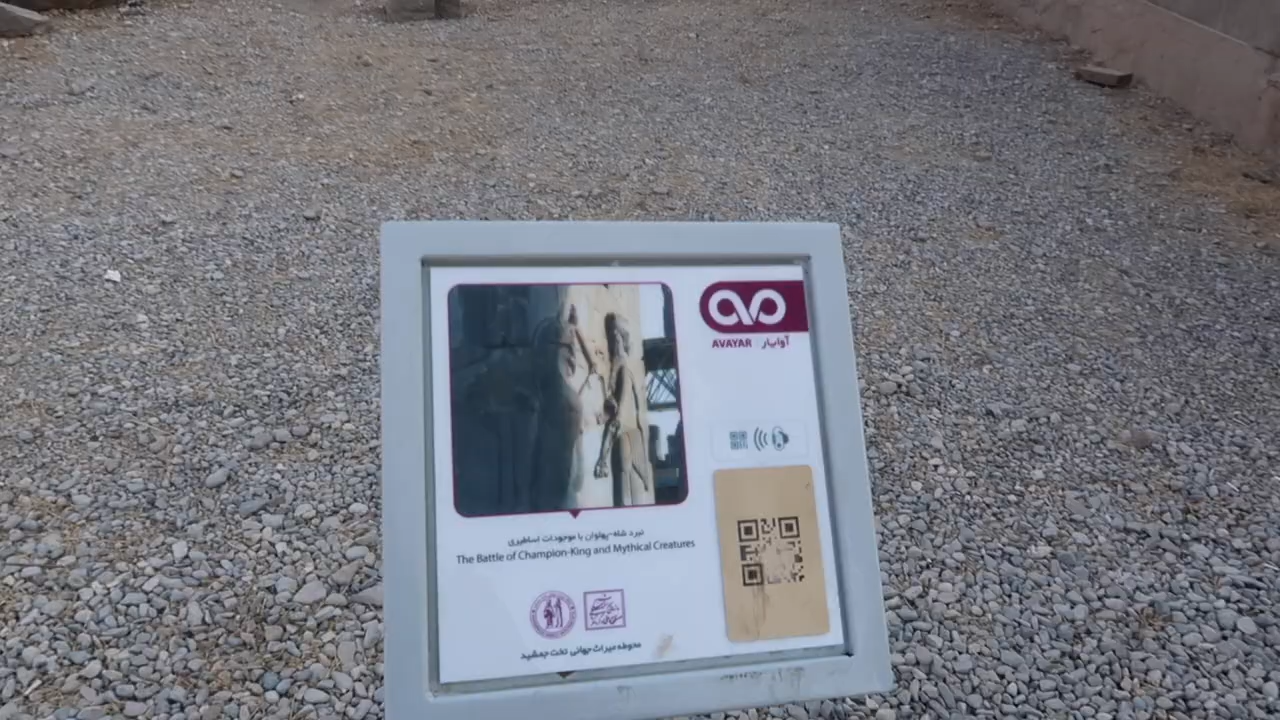 AVAYAR آوایار
نبرد شاه-پهلوان با موجودات اساطیری
The Battle of Champion-King and Mythical Creatures
محوطه میراث جهانی تخت جمشید